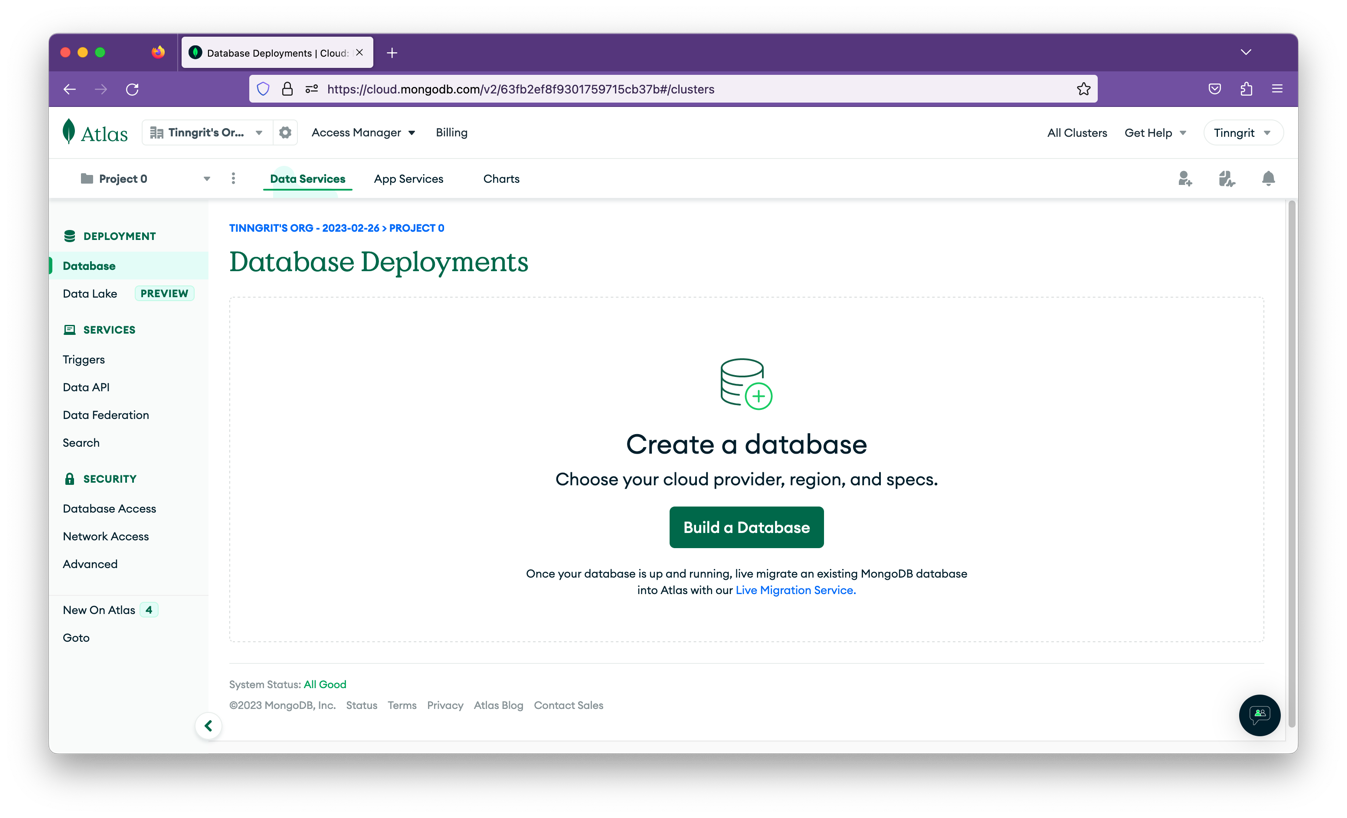 Database Deployments | Cloud:
https://cloud.mongodb.com/v2/63fb2ef8f9301759715cb37b#/clusters
Atlas
Tinngrit's Or...
Access Manager
Billing
All Clusters
Get Help
Tinngrit
Project 0
Data Services
App Services
Charts
DEPLOYMENT
Database
Data Lake PREVIEW
SERVICES
Triggers
Data API
Data Federation
Search
SECURITY
Database Access
Network Access
Advanced
New On Atlas 4
Goto
TINNGRIT'S ORG - 2023-02-26 > PROJECT 0
Database Deployments
Create a database
Choose your cloud provider, region, and specs.
Build a Database
Once your database is up and running, live migrate an existing MongoDB database
into Atlas with our Live Migration Service.
System Status: All Good
©2023 MongoDB, Inc. Status Terms Privacy Atlas Blog Contact Sales